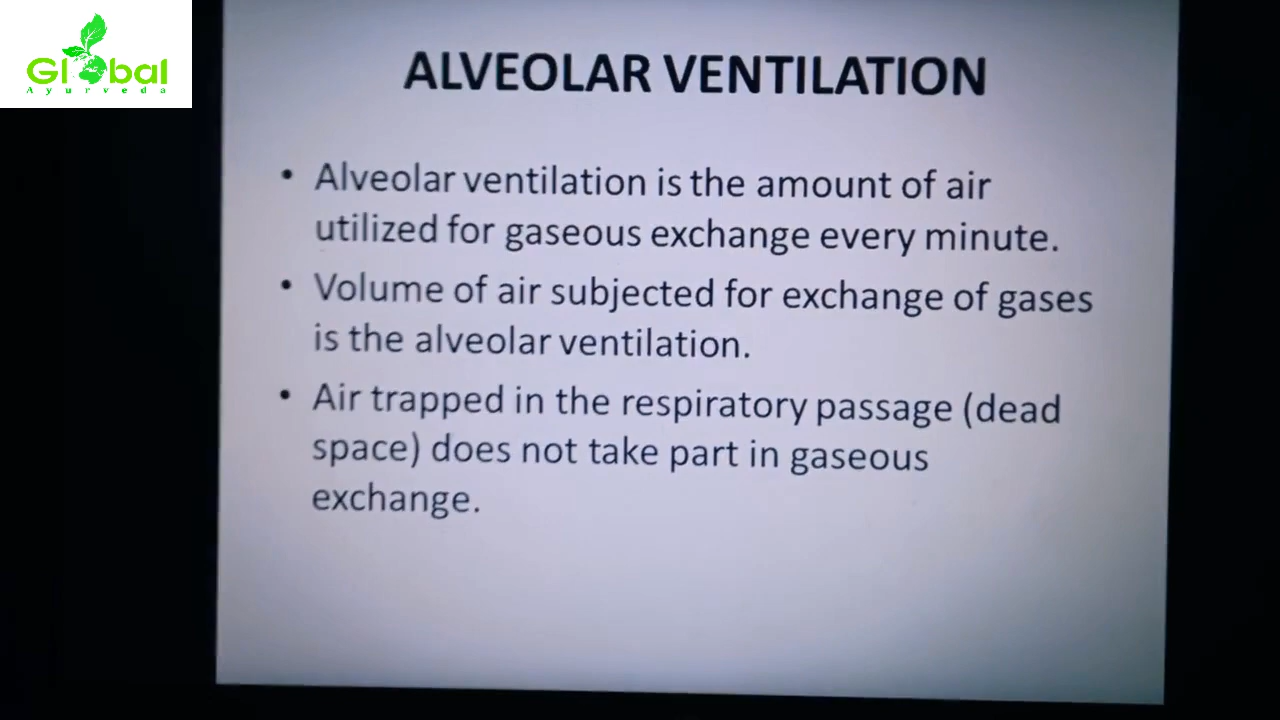 Global
Ayurveda
ALVEOLAR VENTILATION
• Alveolar ventilation is the amount of air
utilized for gaseous exchange every minute.
• Volume of air subjected for exchange of gases
is the alveolar ventilation.
• Air trapped in the respiratory passage (dead
space) does not take part in gaseous
exchange.